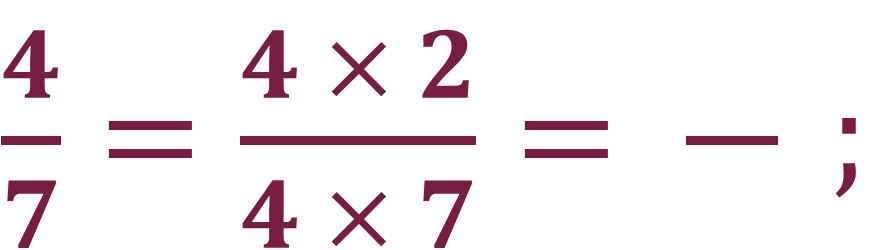 4/7 = (4 × 2)/(4 × 7) = — ;